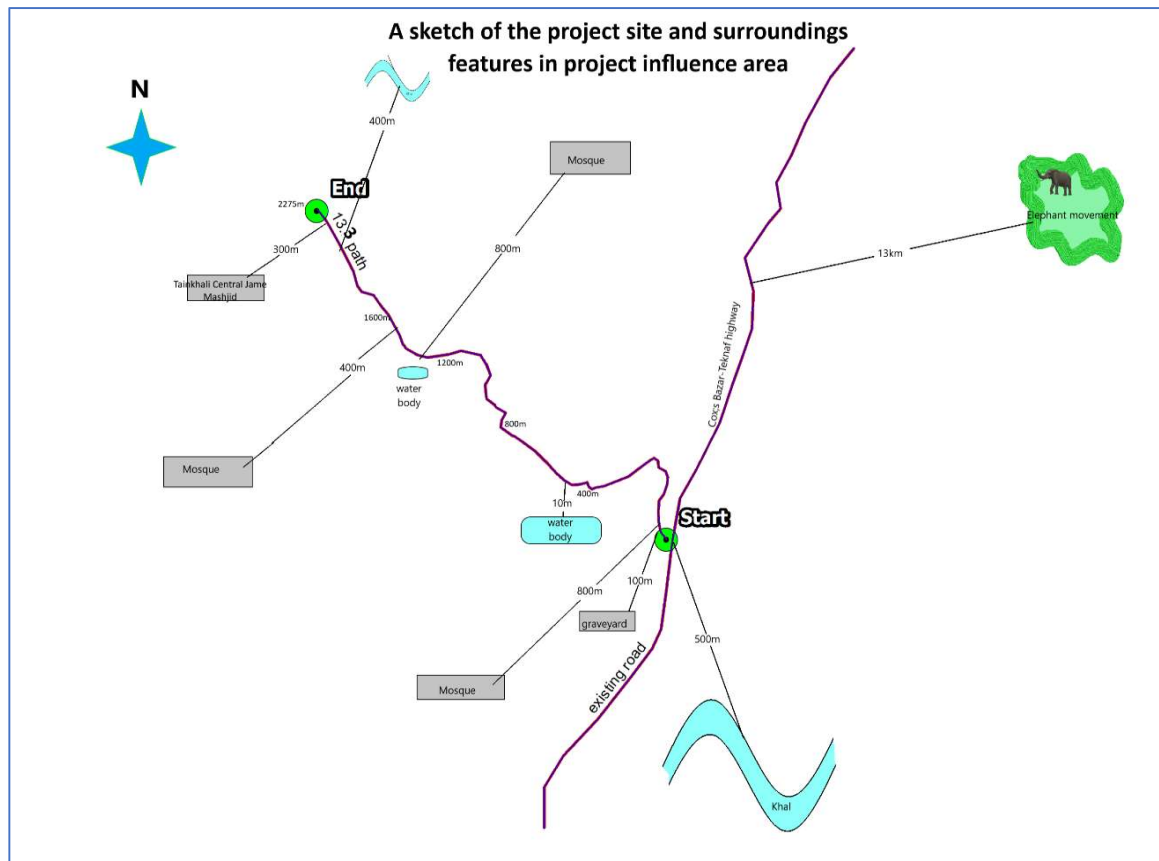 A sketch of the project site and surroundings
features in project influence area
N
400m
Mosque
End
2275m
13.3 path
300m
800m
Elephant movement
13km
Tainkhali Central Jame
Mashjid
1600m
400m
1200m
water
body
Cox;s Bazar-Teknaf highway
800m
Mosque
400m
10m
Start
water
body
100m
800m
graveyard
500m
existing road
Mosque
Khal